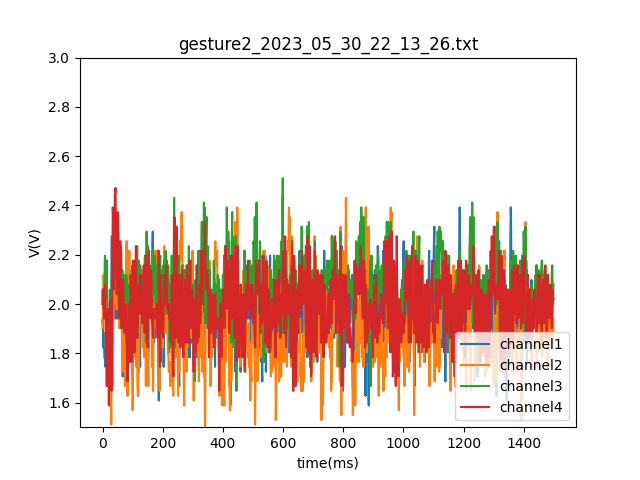 gesture2_2023_05_30_22_13_26.txt
3.0
2.8
2.6
2.4
2.2
2.0
1.8
1.6
V(V)
channel1
channel2
channel3
channel4
0 200 400 600 800 1000 1200 1400
time(ms)